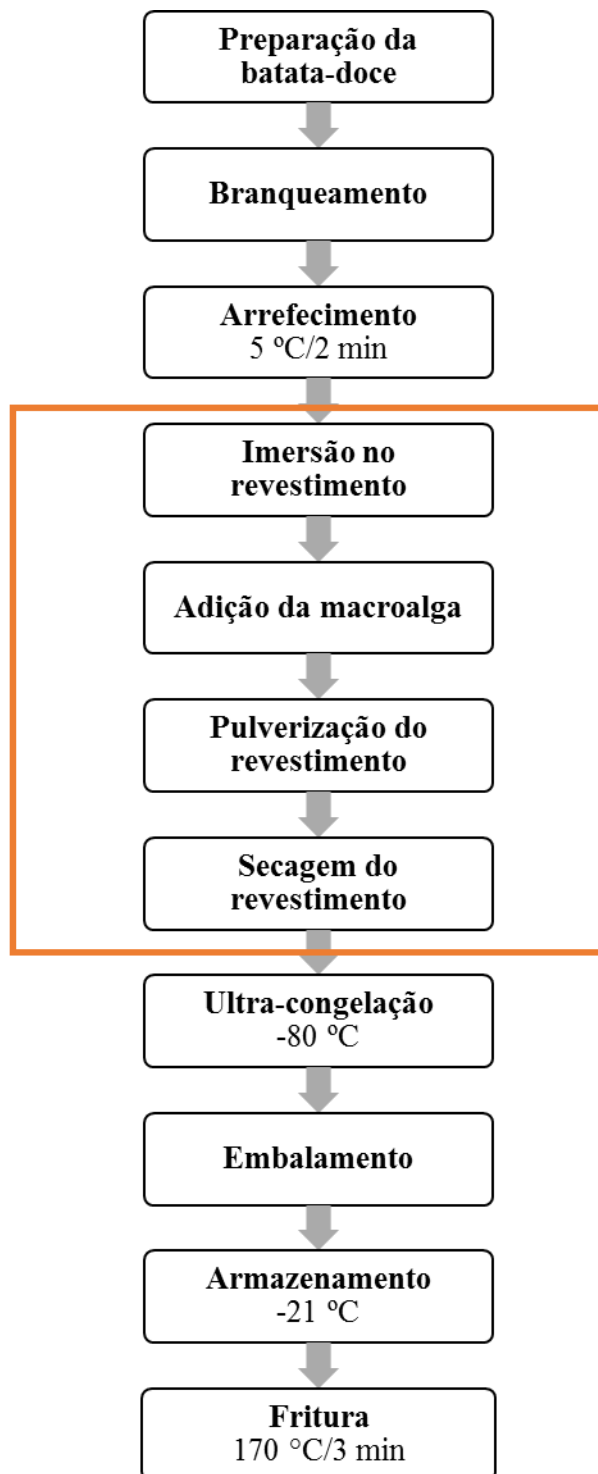 Preparação da
batata-doce
Branqueamento
Arrefecimento
5 ºC/2 min
Imersão no
revestimento
Adição da macroalga
Pulverização do
revestimento
Secagem do
revestimento
Ultra-congelação
-80 ºC
Embalamento
Armazenamento
-21 ºC
Fritura
170 °C/3 min